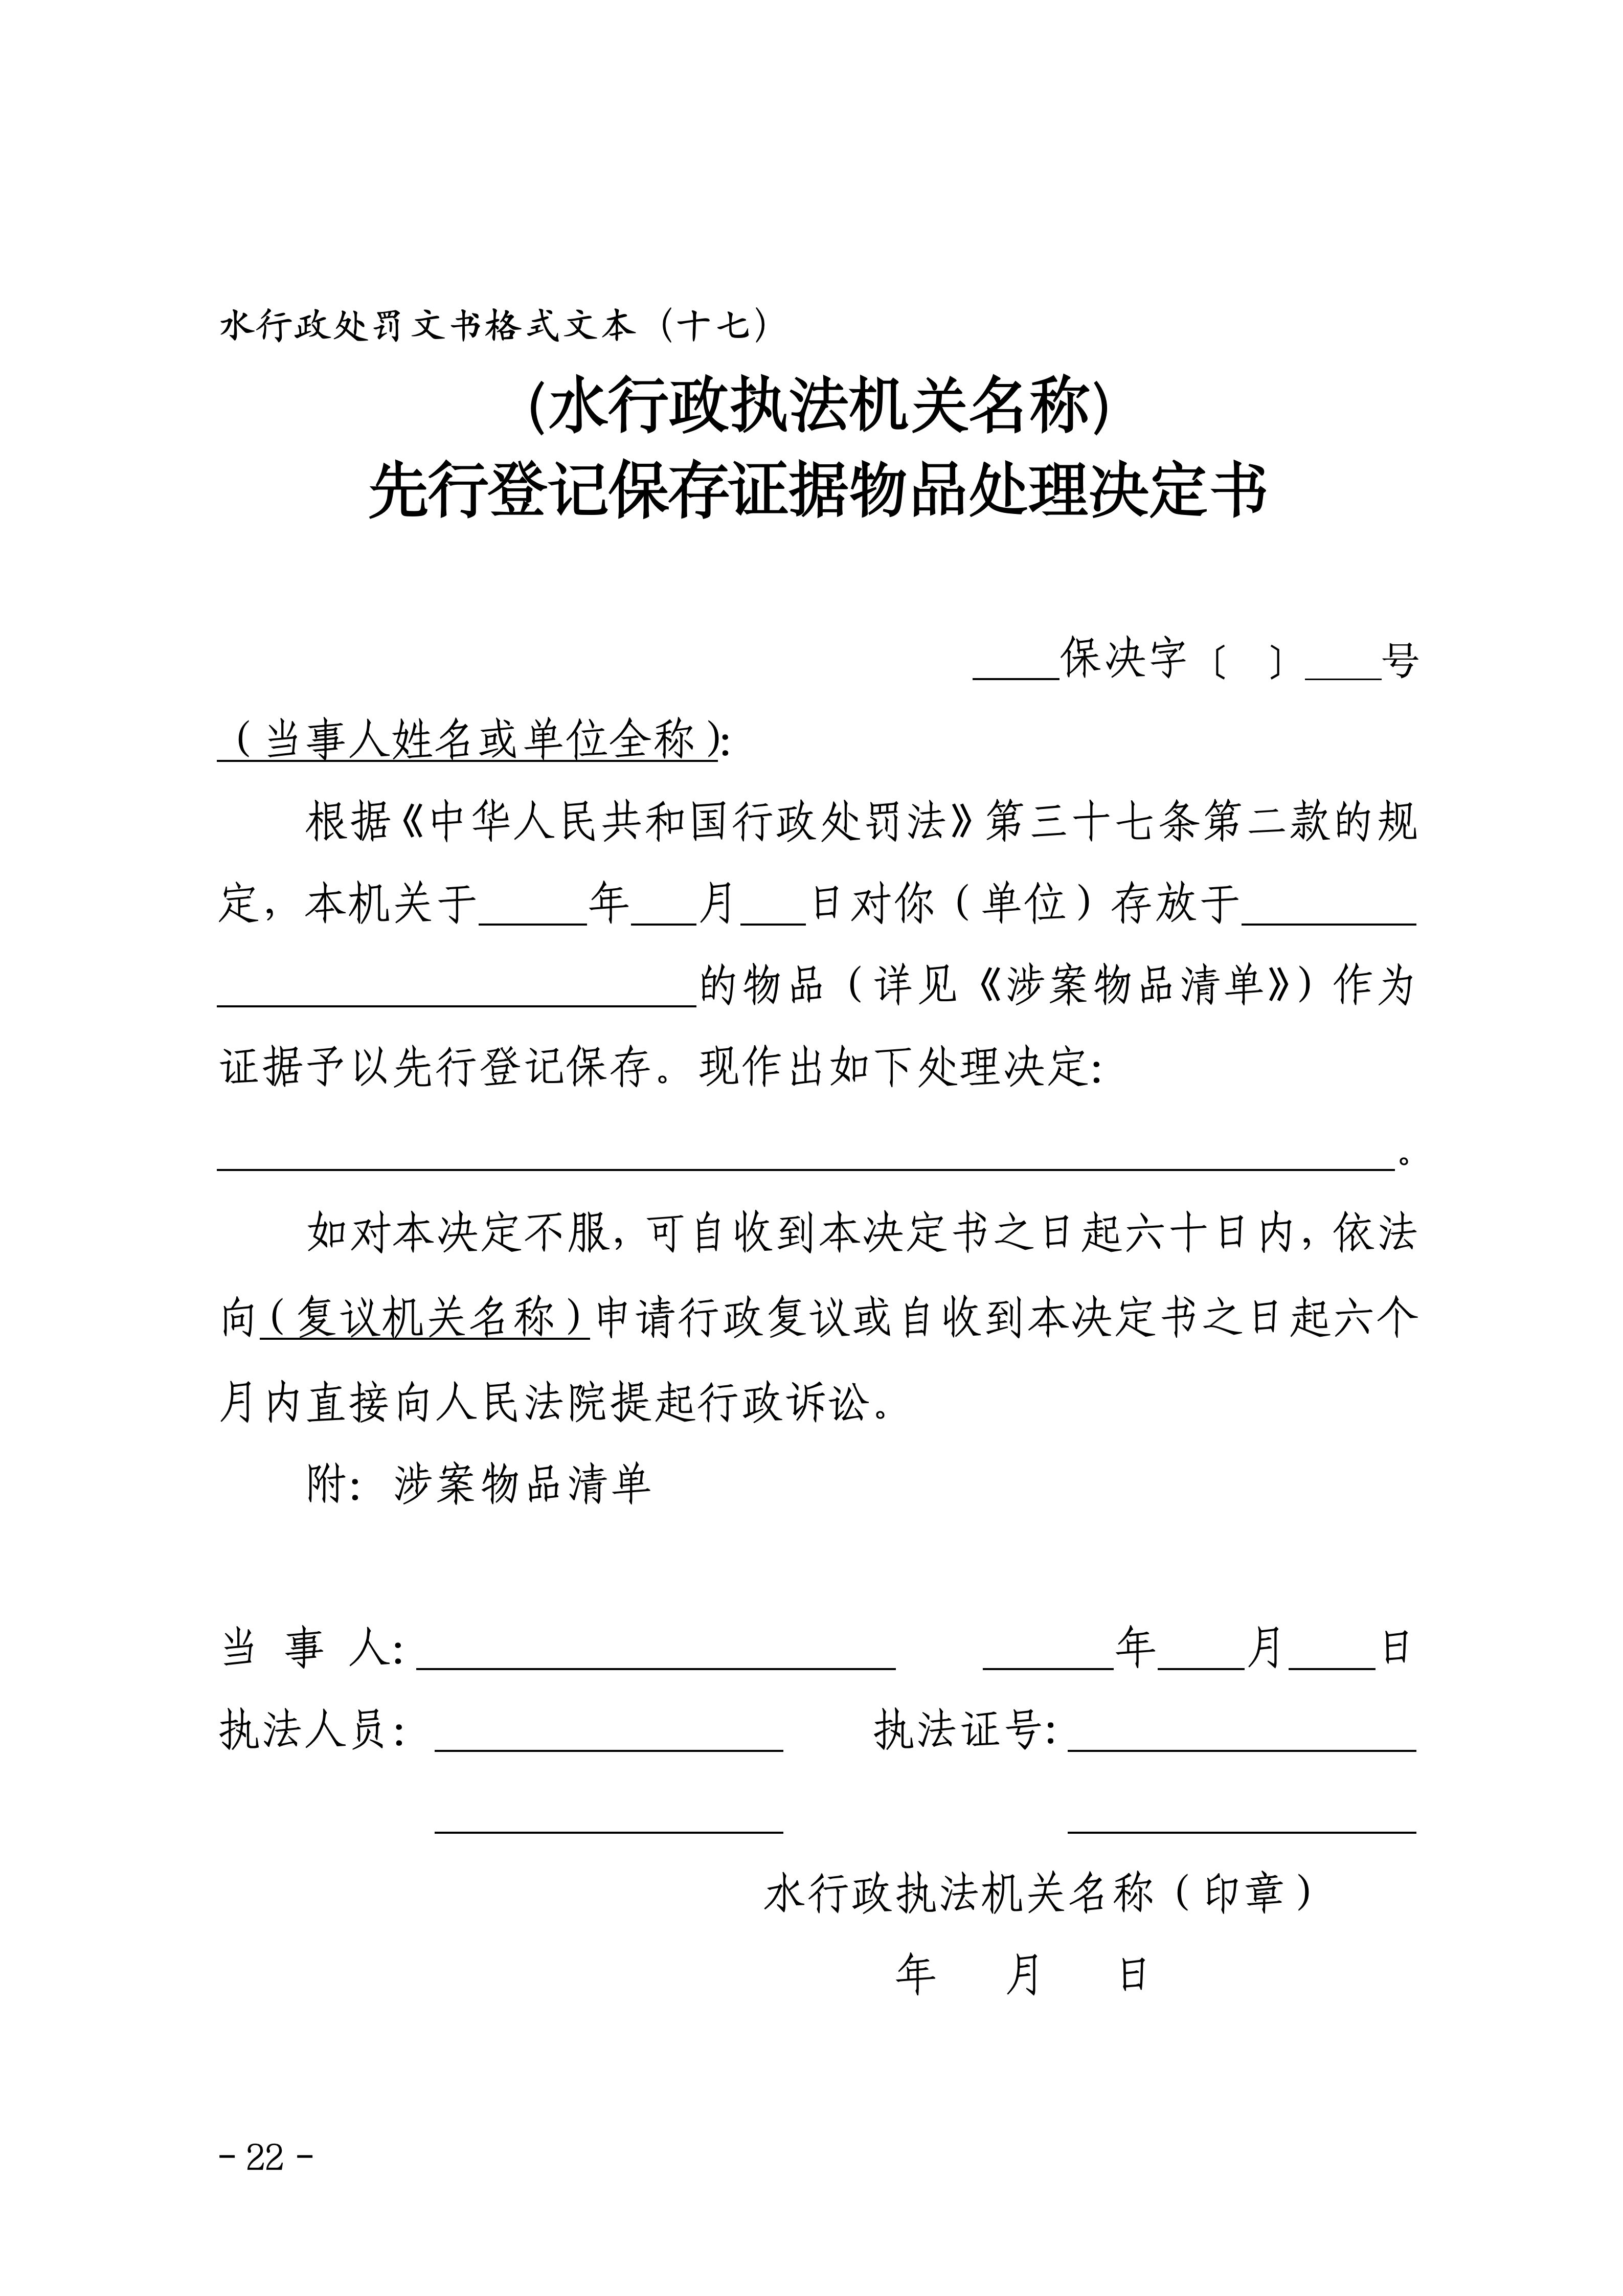 水行政处罚文书格式文本（十七）
（水行政执法机关名称）
先行登记保存证据物品处理决定书
____保决字〔　〕____号
（当事人姓名或单位全称）：
根据《中华人民共和国行政处罚法》第三十七条第二款的规
定，本机关于_____年___月___日对你（单位）存放于________
______________________的物品（详见《涉案物品清单》）作为
证据予以先行登记保存。现作出如下处理决定：
______________________________________________________。
如对本决定不服，可自收到本决定书之日起六十日内，依法
向（复议机关名称）申请行政复议或自收到本决定书之日起六个
月内直接向人民法院提起行政诉讼。
附：涉案物品清单
当 事 人：______________________ ______年____月____日
执法人员：________________ 执法证号：________________
________________ ________________
水行政执法机关名称（印章）
年 月 日
- 22 -